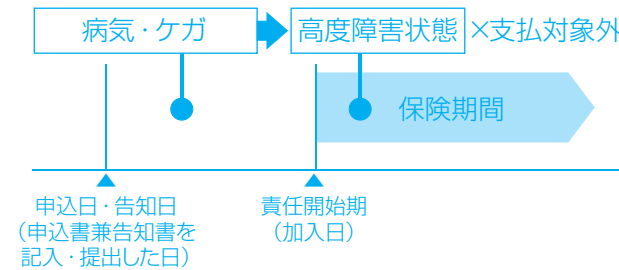 病気・ケガ
高度障害状態
×支払対象外
保険期間
申込日・告知日
（申込書兼告知書を
記入・提出した日）
責任開始期
（加入日）